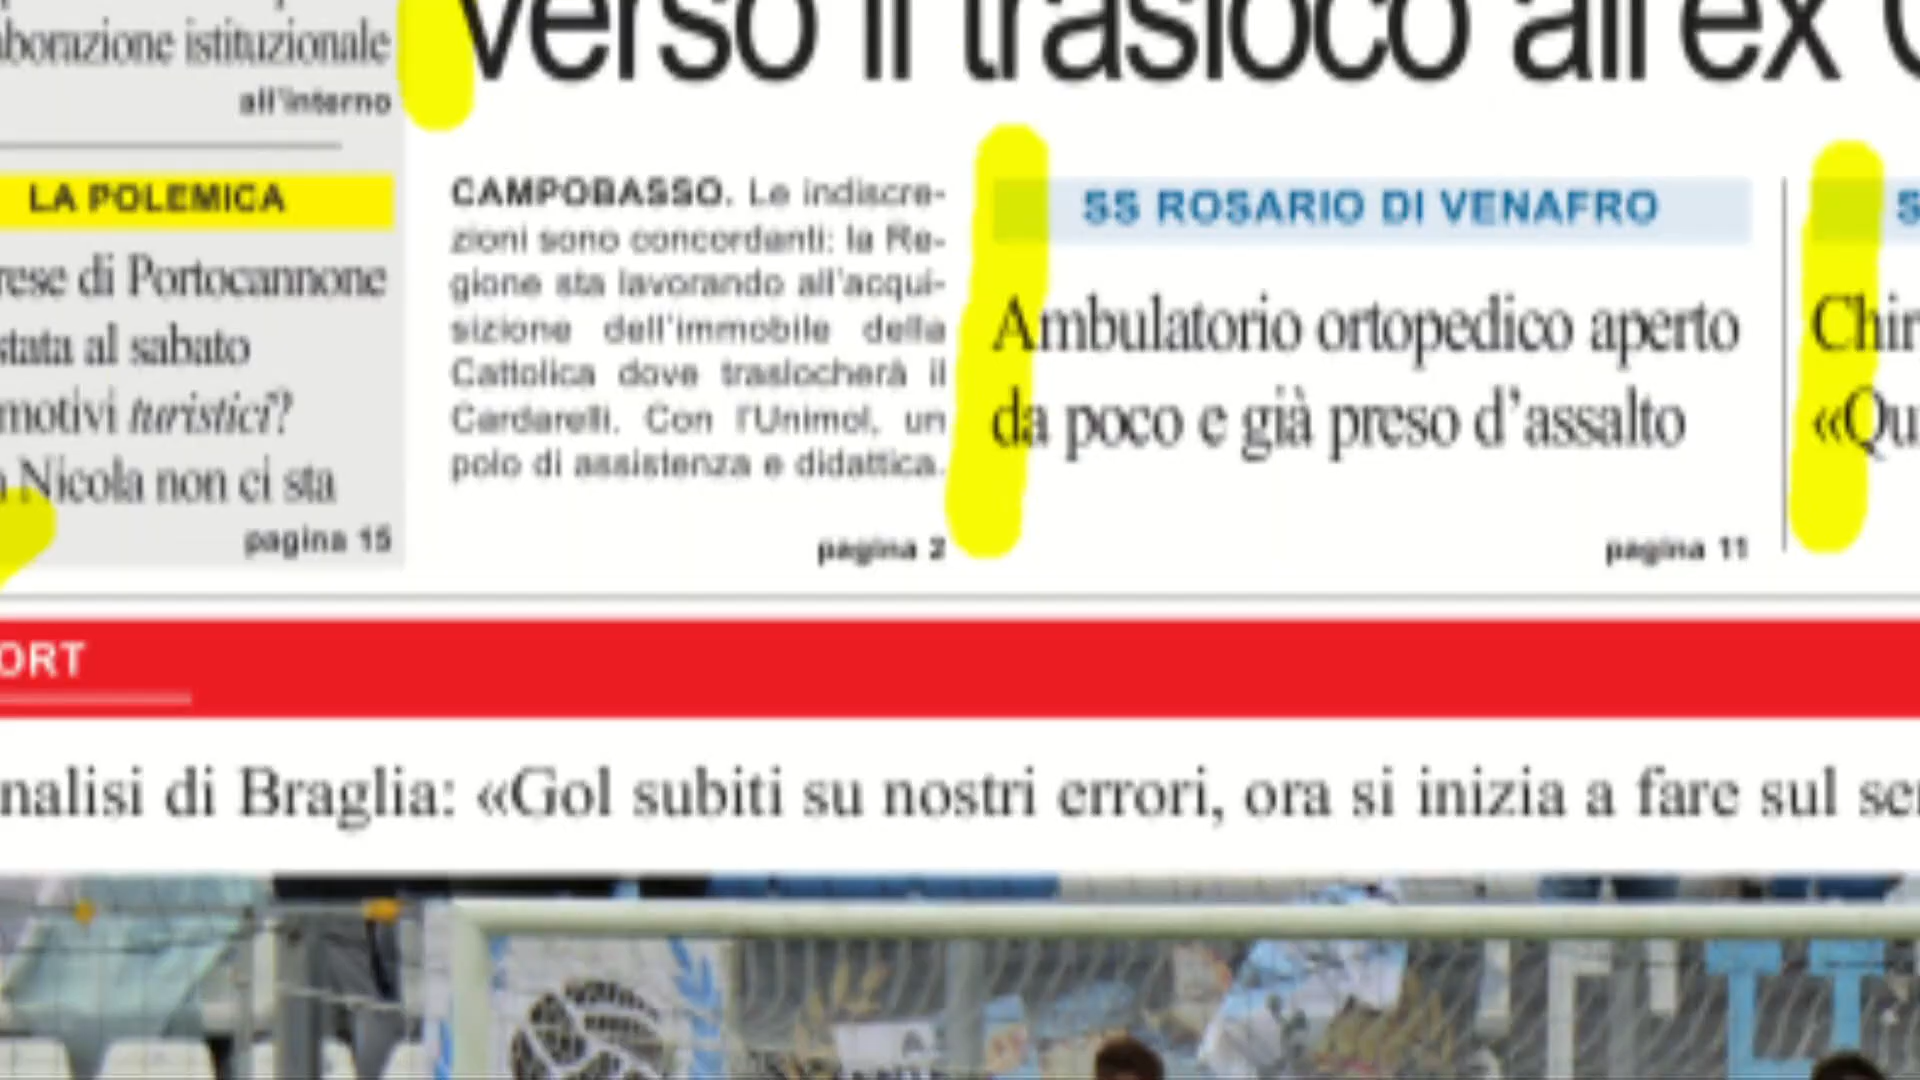 borazione istituzionale
all'interno
LA POLEMICA
rese di Portocannone
stata al sabato
motivi turistici?
Nicola non ci sta
pagina 15
verso il trasloco all'ex
CAMPOBASSO. Le indiscre-
zioni sono concordanti: la Re-
gione sta lavorando all'acqui-
sizione dell'immobile della
Cattolica dove traslocherà il
Cardarelli. Con l'Unimol, un
polo di assistenza e didattica.
pagina 2
SS ROSARIO DI VENAFRO
Ambulatorio ortopedico aperto
da poco e già preso d'assalto
pagina 11
S
Chir
«Qu
ORT
nalisi di Braglia: «Gol subiti su nostri errori, ora si inizia a fare sul ser